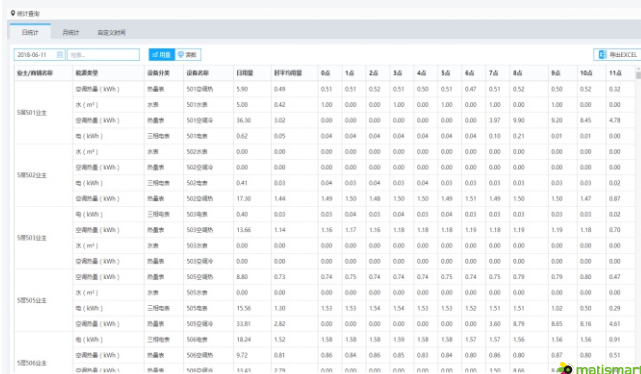 统计查询
日统计 月统计 自定义时间
2018-06-11 检索... 用量 读数 导出EXCEL
业主/商铺名称 能源类型 设备分类 设备名称 日用量 时平均用量 0点 1点 2点 3点 4点 5点 6点 7点 8点 9点 10点 11点
空调热量 ( kWh ) 热量表 501空调热 5.90 0.49 0.51 0.51 0.52 0.51 0.50 0.51 0.47 0.51 0.52 0.50 0.52 0.32
水 ( m³ ) 水表 501水表 5.00 0.42 1.00 0.00 0.00 1.00 0.00 1.00 0.00 1.00 0.00 0.00 1.00 0.00
5层501业主
空调热量 ( kWh ) 热量表 501空调冷 36.30 3.02 0.00 0.00 0.00 0.00 0.00 0.00 0.00 3.97 9.90 9.20 8.45 4.78
电 ( kWh ) 三相电表 501电表 0.62 0.05 0.04 0.04 0.04 0.04 0.04 0.04 0.10 0.21 0.01 0.01 0.00
水 ( m³ ) 水表 502水表 0.00 0.00 0.00 0.00 0.00 0.00 0.00 0.00 0.00 0.00 0.00 0.00 0.00 0.00
空调热量 ( kWh ) 热量表 502空调冷 0.00 0.00 0.00 0.00 0.00 0.00 0.00 0.00 0.00 0.00 0.00 0.00 0.00 0.00
5层502业主
电 ( kWh ) 三相电表 502电表 0.41 0.03 0.04 0.03 0.04 0.03 0.04 0.03 0.03 0.03 0.03 0.03 0.03 0.02
空调热量 ( kWh ) 热量表 502空调热 17.30 1.44 1.49 1.50 1.48 1.50 1.50 1.49 1.51 1.49 1.50 1.50 1.47 0.87
电 ( kWh ) 三相电表 503电表 0.40 0.03 0.03 0.04 0.03 0.04 0.03 0.04 0.03 0.03 0.03 0.03 0.03 0.02
空调热量 ( kWh ) 热量表 503空调热 13.66 1.14 1.16 1.17 1.16 1.18 1.18 1.18 1.19 1.18 1.19 1.19 1.18 0.70
5层503业主
水 ( m³ ) 水表 503水表 0.00 0.00 0.00 0.00 0.00 0.00 0.00 0.00 0.00 0.00 0.00 0.00 0.00 0.00
空调热量 ( kWh ) 热量表 503空调冷 0.00 0.00 0.00 0.00 0.00 0.00 0.00 0.00 0.00 0.00 0.00 0.00 0.00 0.00
空调热量 ( kWh ) 热量表 505空调热 8.80 0.73 0.74 0.75 0.74 0.74 0.74 0.75 0.74 0.75 0.79 0.79 0.80 0.47
水 ( m³ ) 水表 505水表 0.00 0.00 0.00 0.00 0.00 0.00 0.00 0.00 0.00 0.00 0.00 0.00 0.00 0.00
5层505业主
电 ( kWh ) 三相电表 505电表 15.56 1.30 1.53 1.53 1.54 1.54 1.53 1.53 1.52 1.51 1.51 1.02 0.50 0.29
空调热量 ( kWh ) 热量表 505空调冷 33.81 2.82 0.00 0.00 0.00 0.00 0.00 0.00 0.00 3.60 8.79 8.65 8.16 4.61
电 ( kWh ) 三相电表 506电表 18.24 1.52 1.58 1.58 1.58 1.59 1.58 1.58 1.57 1.57 1.56 1.56 1.56 0.91
空调热量 ( kWh ) 热量表 506空调热 9.72 0.81 0.86 0.84 0.86 0.85 0.83 0.84 0.80 0.86 0.80 0.87 0.80 0.51
5层506业主
空调热量 ( kWh ) 热量表 506空调冷 33.43 2.79 0.00 0.00 0.00 0.00 0.00 0.00 0.00 3.50 8.66
matismart